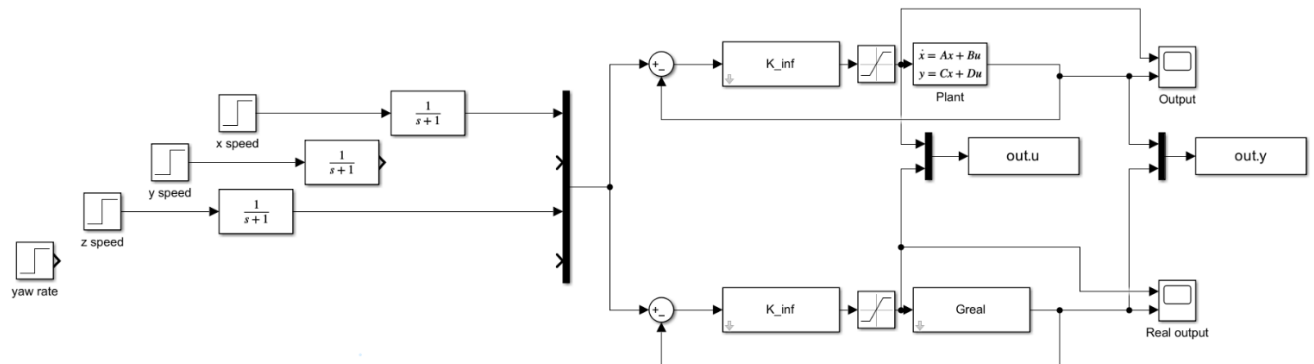 x speed
1
s + 1
y speed
1
s + 1
z speed
1
s + 1
yaw rate
+
−
K_inf
ẋ = Ax + Bu
y = Cx + Du
Plant
Output
out.u
out.y
+
−
K_inf
Greal
Real output